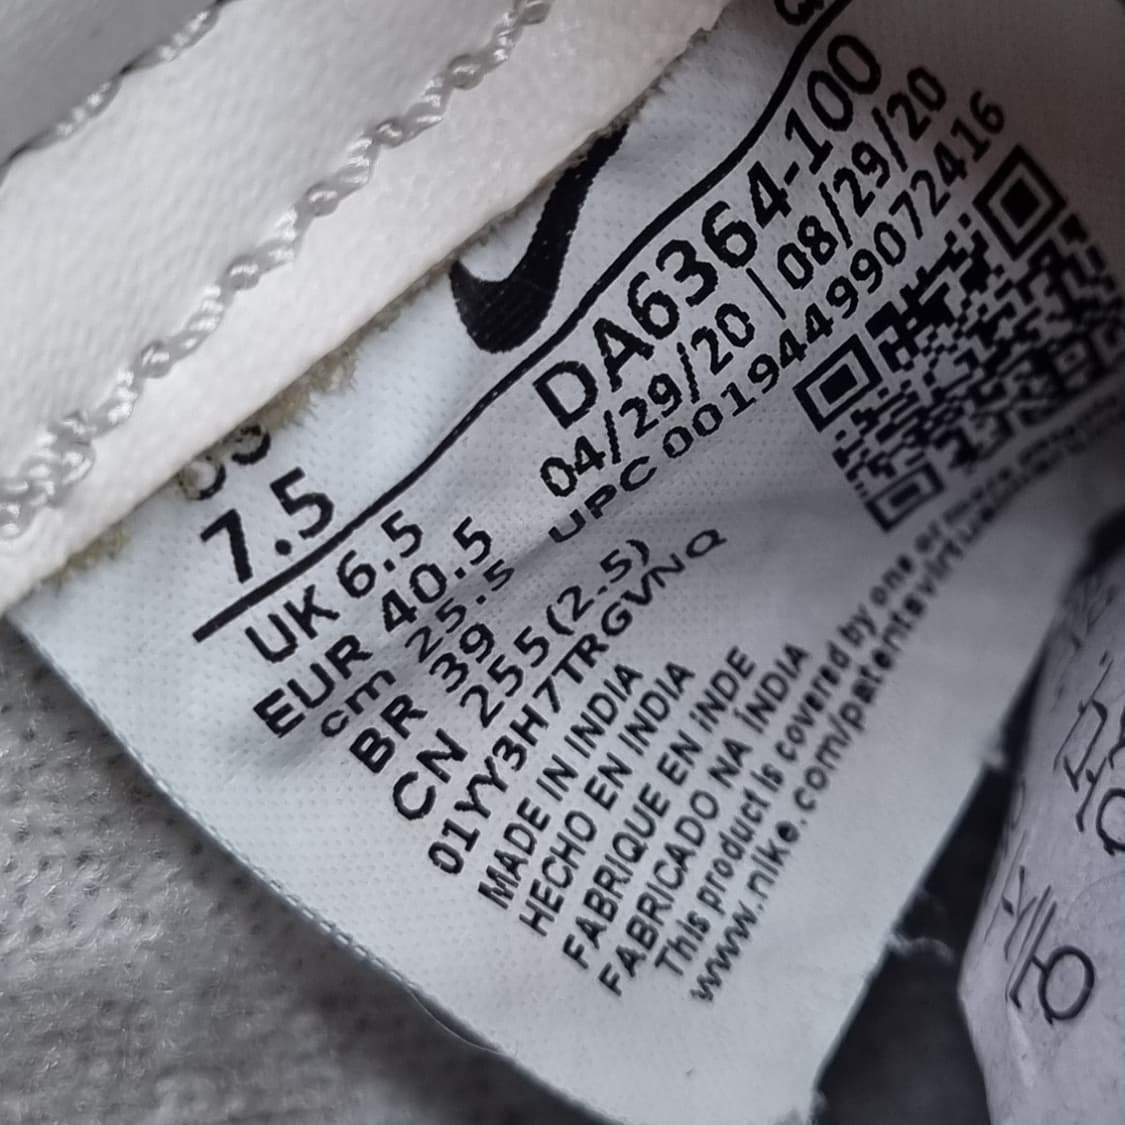 US
7.5
UK 6.5
EUR 40.5
cm 25.5
BR 39
CN 255 (2.5)
01YY3H7TRGVNQ
DA6364-100
04/29/20 | 08/29/20
UPC 00194499072416
MADE IN INDIA
HECHO EN INDIA
FABRIQUE EN INDE
FABRICADO NA ÍNDIA
This product is covered by one or more
www.nike.com/patentsvirtual